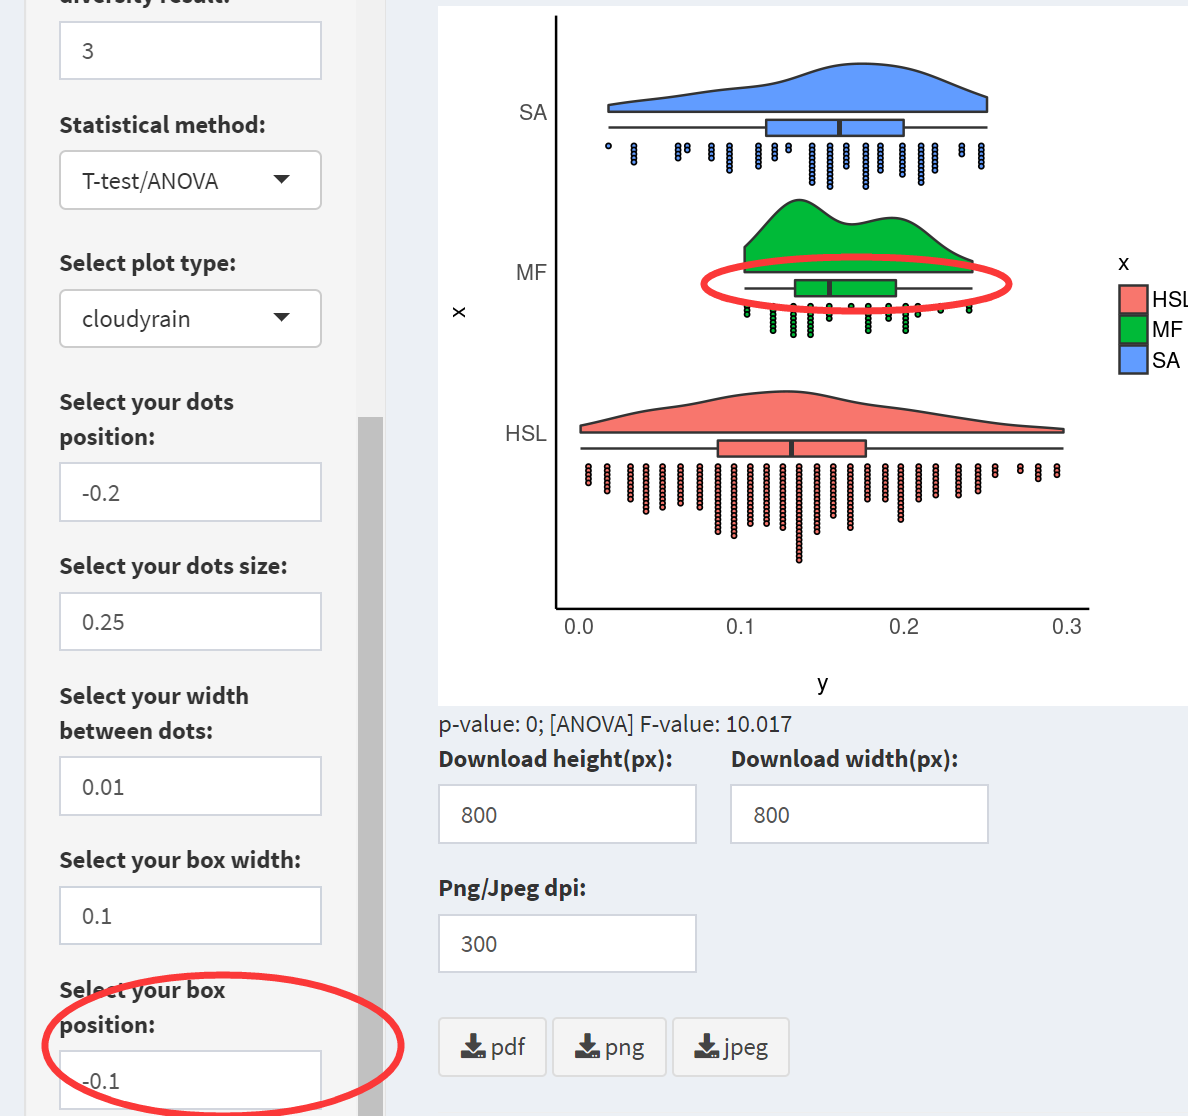 diversity result:
3
Statistical method:
T-test/ANOVA
Select plot type:
cloudyrain
Select your dots
position:
-0.2
Select your dots size:
0.25
Select your width
between dots:
0.01
Select your box width:
0.1
Select your box
position:
-0.1
SA
MF
HSL
x
0.0 0.1 0.2 0.3
y
x
HSL
MF
SA
p-value: 0; [ANOVA] F-value: 10.017
Download height(px): Download width(px):
800 800
Png/Jpeg dpi:
300
pdf png jpeg